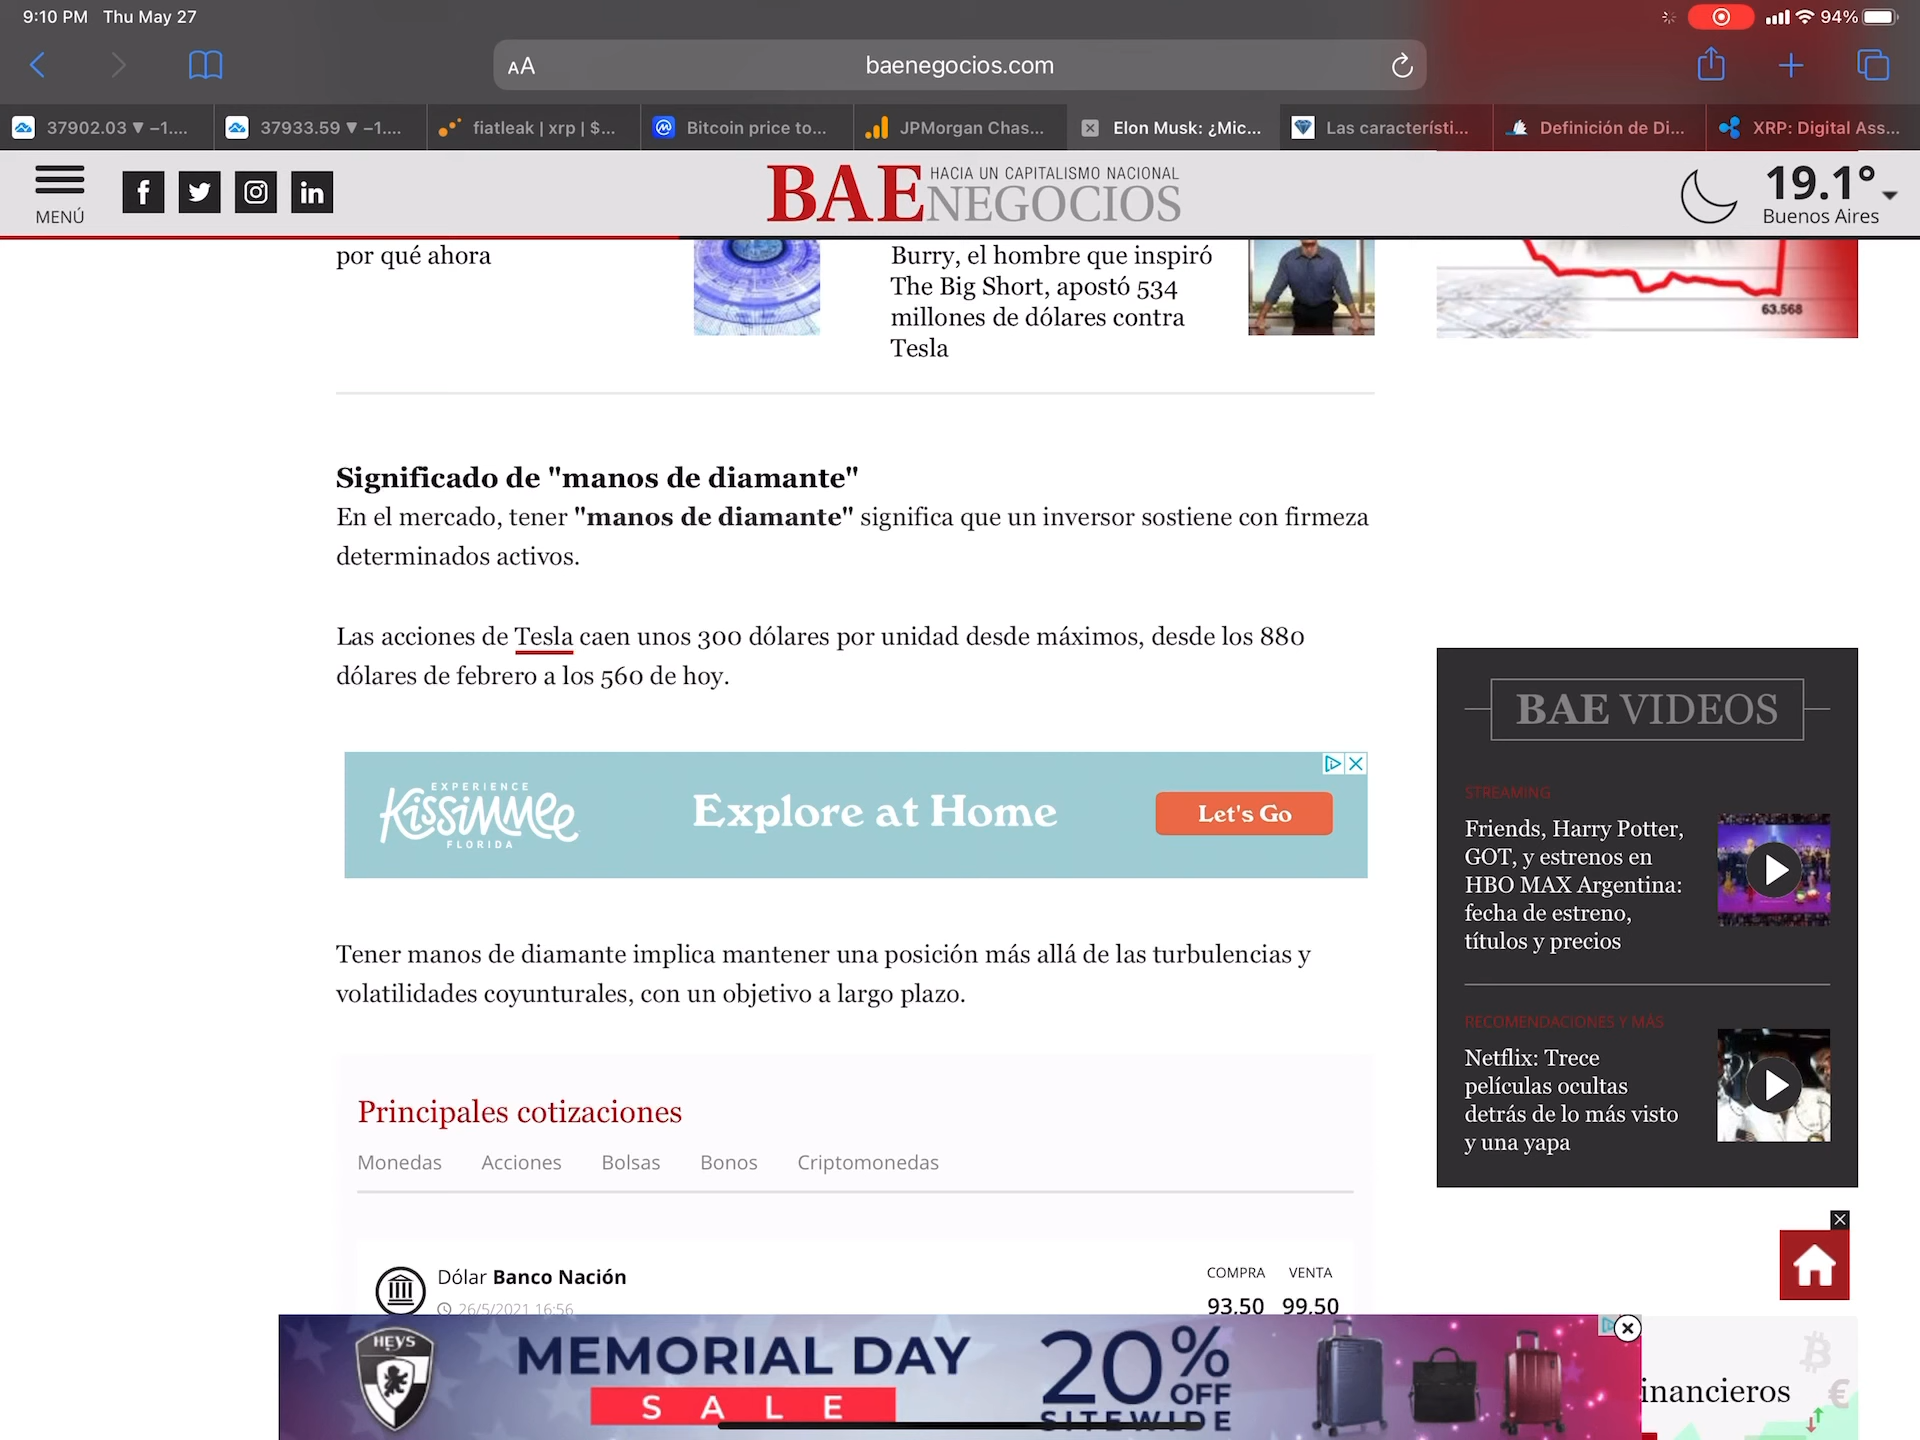 9:10 PM Thu May 27
94%
AA
baenegocios.com
37902.03 ▼ −1....
37933.59 ▼ −1....
fiatleak | xrp | $...
Bitcoin price to...
JPMorgan Chas...
Elon Musk: ¿Mic...
Las característi...
Definición de Di...
XRP: Digital Ass...
MENÚ
BAE HACIA UN CAPITALISMO NACIONAL
NEGOCIOS
19.1°
Buenos Aires
por qué ahora
Burry, el hombre que inspiró
The Big Short, apostó 534
millones de dólares contra
Tesla
63.568
Significado de "manos de diamante"
En el mercado, tener "manos de diamante" significa que un inversor sostiene con firmeza
determinados activos.
Las acciones de Tesla caen unos 300 dólares por unidad desde máximos, desde los 880
dólares de febrero a los 560 de hoy.
EXPERIENCE
Kissimmee
FLORIDA
Explore at Home
Let's Go
Tener manos de diamante implica mantener una posición más allá de las turbulencias y
volatilidades coyunturales, con un objetivo a largo plazo.
Principales cotizaciones
Monedas Acciones Bolsas Bonos Criptomonedas
Dólar Banco Nación
26/5/2021 16:56
COMPRA VENTA
93,50 99,50
BAE VIDEOS
STREAMING
Friends, Harry Potter,
GOT, y estrenos en
HBO MAX Argentina:
fecha de estreno,
títulos y precios
RECOMENDACIONES Y MÁS
Netflix: Trece
películas ocultas
detrás de lo más visto
y una yapa
HEYS
MEMORIAL DAY
SALE
20% OFF
SITEWIDE
inancieros